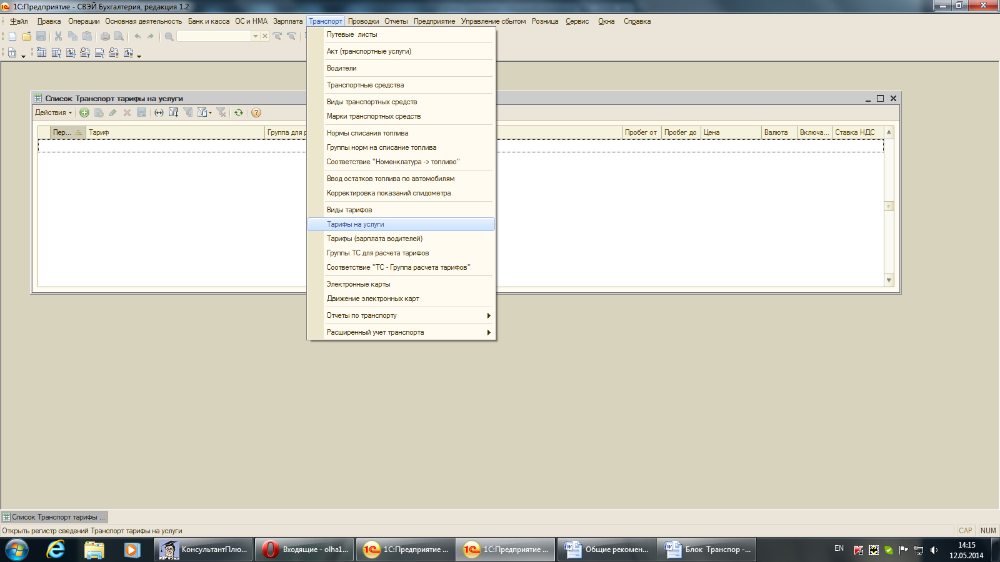 1С:Предприятие - СВЭЙ Бухгалтерия, редакция 1.2
Файл Правка Операции Основная деятельность Банк и касса ОС и НМА Зарплата Транспорт Проводки Отчеты Предприятие Управление сбытом Розница Сервис Окна Справка
Путевые листы
Акт (транспортные услуги)
Водители
Транспортные средства
Виды транспортных средств
Марки транспортных средств
Нормы списания топлива
Группы норм на списание топлива
Соответствие "Номенклатура -> топливо"
Ввод остатков топлива по автомобилям
Корректировка показаний спидометра
Виды тарифов
Тарифы на услуги
Тарифы (зарплата водителей)
Группы ТС для расчета тарифов
Соответствие "ТС - Группа расчета тарифов"
Электронные карты
Движение электронных карт
Отчеты по транспорту
Расширенный учет транспорта
Список Транспорт тарифы на услуги
Действия
Пер... Тариф Группа для р Пробег от Пробег до Цена Валюта Включа... Ставка НДС
Список Транспорт тарифы ...
Открыть регистр сведений Транспорт тарифы на услуги CAP NUM
КонсультантПлю... Входящие - olha1... 1С:Предприятие ... 1С:Предприятие ... Общие рекомен... Блок Транспор -... EN 14:15
12.05.2014